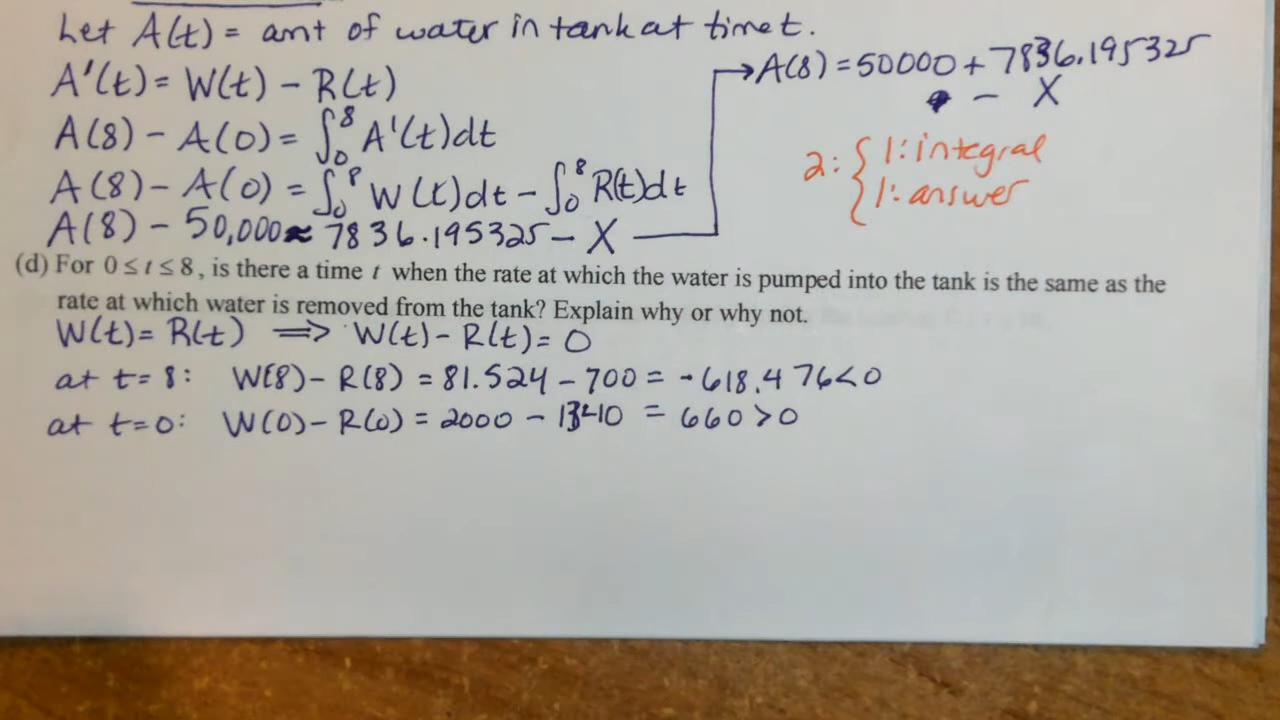 Let A(t) = amt of water in tank at time t.
A'(t) = W(t) - R(t)
A(8) - A(0) = ∫₀⁸ A'(t)dt
A(8) - A(0) = ∫₀⁸ W(t)dt - ∫₀⁸ R(t)dt
A(8) - 50,000 ≈ 7836.195325 - X
→ A(8) = 50000 + 7836.195325
- X
2: { 1: integral
1: answer
(d) For 0 ≤ t ≤ 8, is there a time t when the rate at which the water is pumped into the tank is the same as the
rate at which water is removed from the tank? Explain why or why not.
W(t) = R(t) ⟹ W(t) - R(t) = 0
at t = 8: W(8) - R(8) = 81.524 - 700 = -618.476 < 0
at t = 0: W(0) - R(0) = 2000 - 1340 = 660 > 0